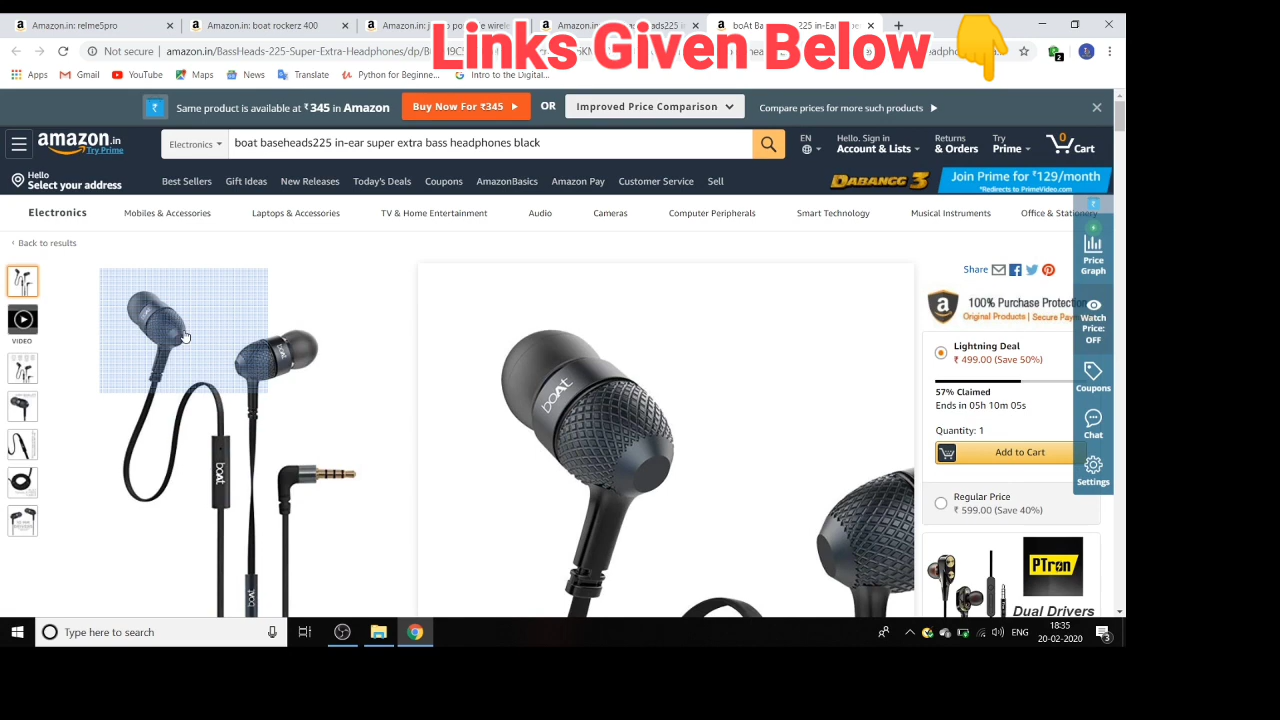 Links Given Below
Amazon.in: relme5pro
Amazon.in: boat rockerz 400
boAt Ba
225 in-Ear
Not secure
amazon.in/BassHeads-225-Super-Extra-Headphones/dp/
2
Apps
Gmail
YouTube
Maps
News
Translate
Python for Beginne...
Intro to the Digital...
Same product is available at ₹345 in Amazon
Buy Now For ₹345
OR
Improved Price Comparison
Compare prices for more such products
amazon.in
Try Prime
Electronics
boat baseheads225 in-ear super extra bass headphones black
EN
Hello. Sign in
Account & Lists
Returns
& Orders
Try
Prime
0
Cart
Hello
Select your address
Best Sellers
Gift Ideas
New Releases
Today's Deals
Coupons
AmazonBasics
Amazon Pay
Customer Service
Sell
DABANGG 3
Join Prime for ₹129/month
*Redirects to PrimeVideo.com
Electronics
Mobiles & Accessories
Laptops & Accessories
TV & Home Entertainment
Audio
Cameras
Computer Peripherals
Smart Technology
Musical Instruments
Office & Stationery
‹ Back to results
VIDEO
boAt
boAt
boAt
boAt
Share
100% Purchase Protection
Original Products | Secure
Lightning Deal
₹ 499.00 (Save 50%)
57% Claimed
Ends in 05h 10m 05s
Quantity: 1
Add to Cart
Regular Price
₹ 599.00 (Save 40%)
PTron
Dual Drivers
Price
Graph
Watch
Price:
OFF
Coupons
Chat
Settings
Type here to search
ENG
18:35
20-02-2020
3